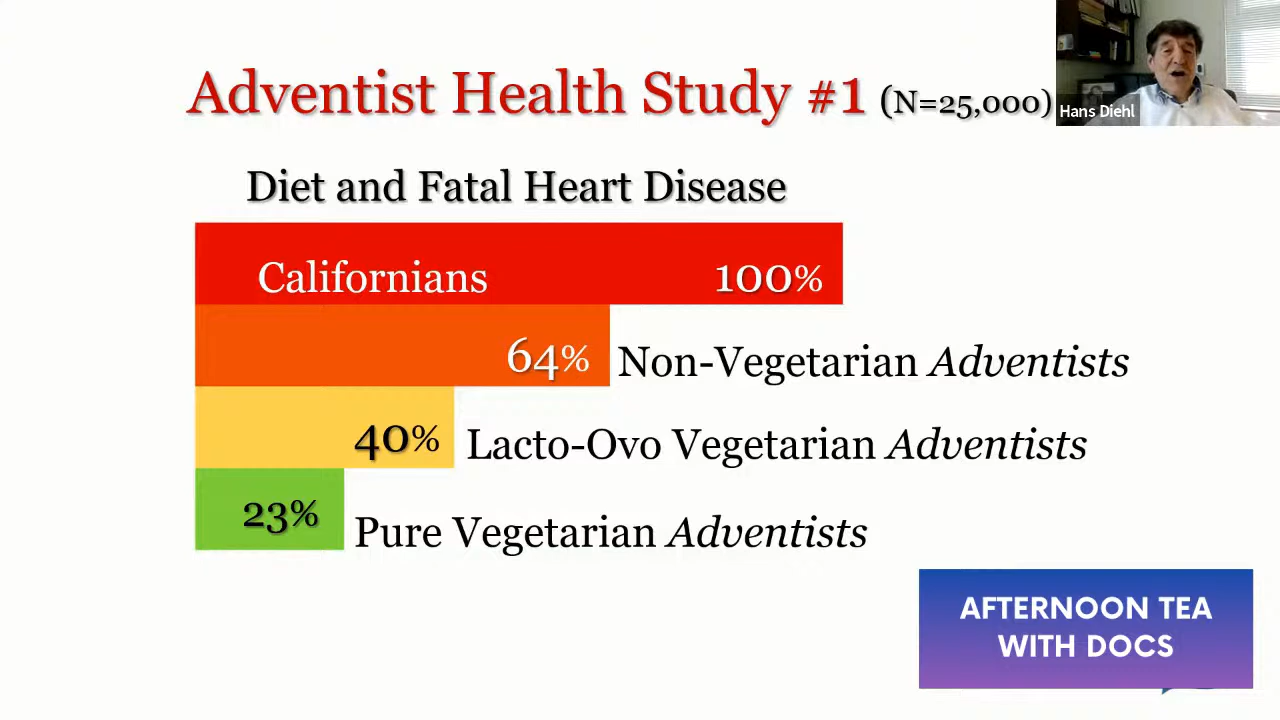 Adventist Health Study #1 (N=25,000)
Hans Diehl
Diet and Fatal Heart Disease
Californians 100%
64% Non-Vegetarian Adventists
40% Lacto-Ovo Vegetarian Adventists
23% Pure Vegetarian Adventists
AFTERNOON TEA
WITH DOCS